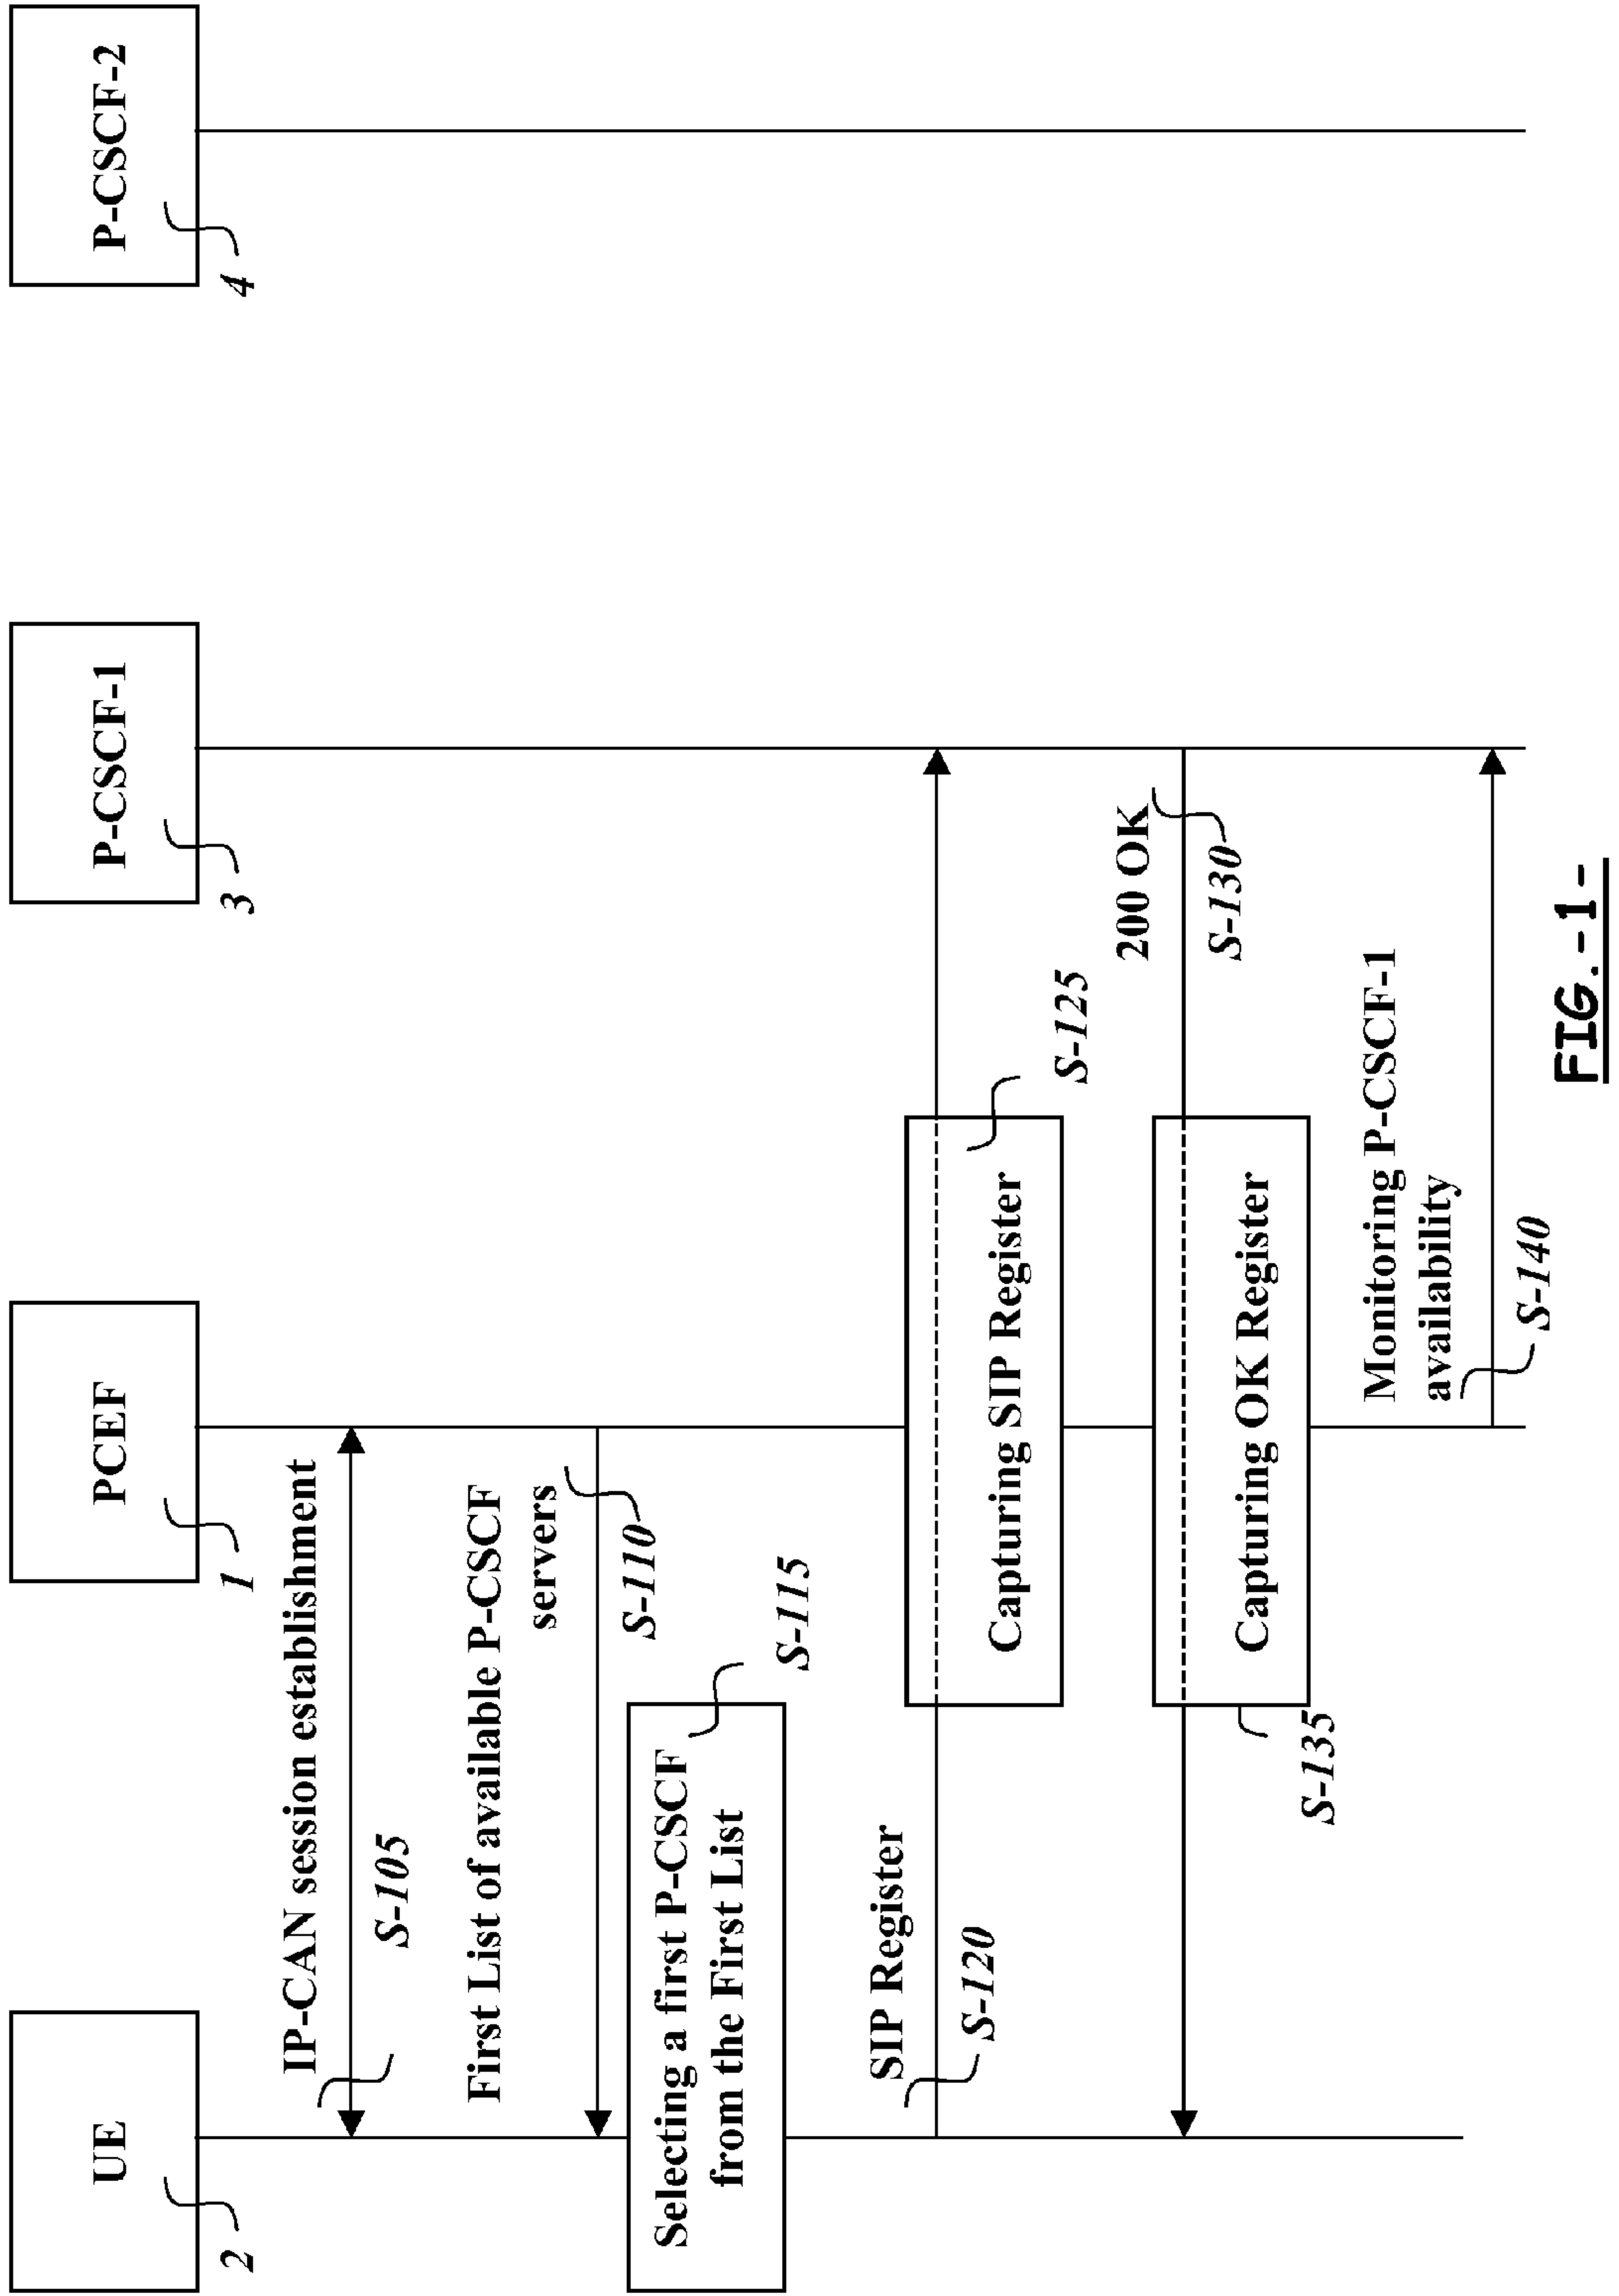 UE
PCEF
P-CSCF-1
P-CSCF-2
2
1
3
4
IP-CAN session establishment
S-105
First List of available P-CSCF
servers
S-110
Selecting a first P-CSCF
from the First List
S-115
SIP Register
S-120
Capturing SIP Register
S-125
200 OK
S-130
Capturing OK Register
S-135
Monitoring P-CSCF-1
availability
S-140
FIG.-1-